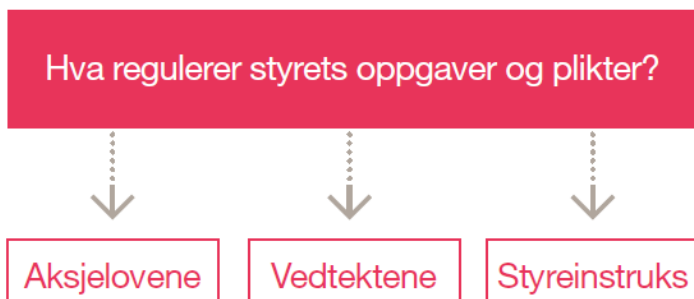 Hva regulerer styrets oppgaver og plikter?
Aksjelovene
Vedtektene
Styreinstruks